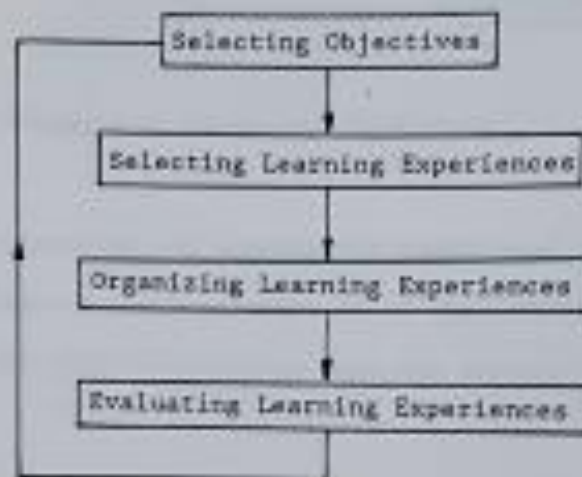 Selecting Objectives
Selecting Learning Experiences
Organizing Learning Experiences
Evaluating Learning Experiences